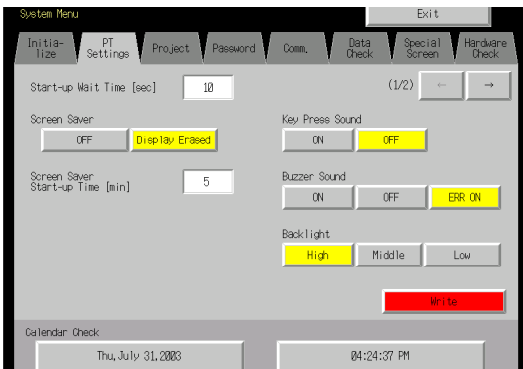 System Menu
Exit
Initia-
lize
PT
Settings
Project
Password
Comm.
Data
Check
Special
Screen
Hardware
Check
Start-up Wait Time [sec]
10
(1/2)
←
→
Screen Saver
OFF
Display Erased
Key Press Sound
ON
OFF
Screen Saver
Start-up Time [min]
5
Buzzer Sound
ON
OFF
ERR ON
Backlight
High
Middle
Low
Write
Calendar Check
Thu,July 31,2003
04:24:37 PM